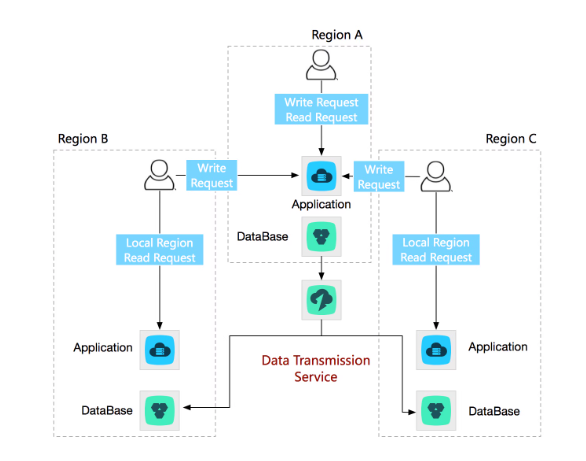 Region A
Write Request
Read Request
Region B
Region C
Write
Request
Write
Request
Application
DataBase
Local Region
Read Request
Local Region
Read Request
Application
Application
Data Transmission
Service
DataBase
DataBase